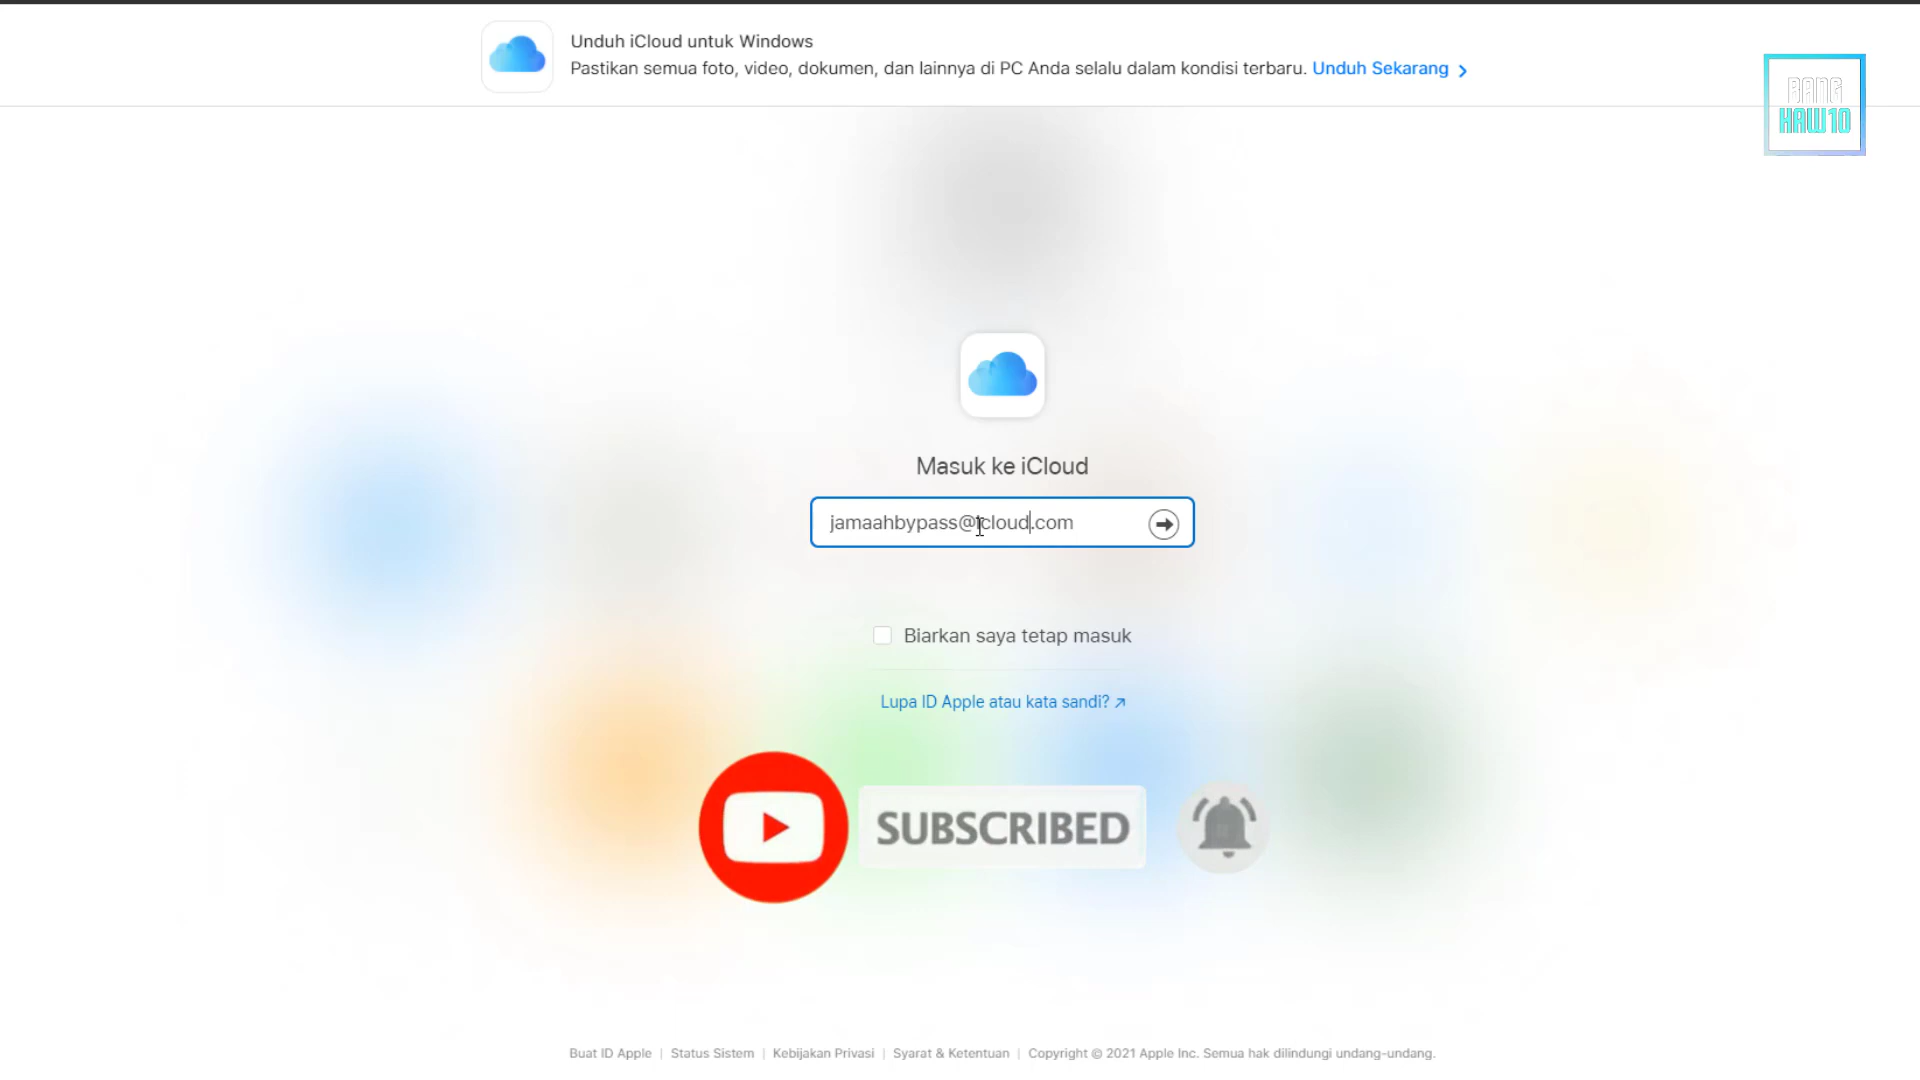 Unduh iCloud untuk Windows
Pastikan semua foto, video, dokumen, dan lainnya di PC Anda selalu dalam kondisi terbaru. Unduh Sekarang >
BANG
HAW10
Masuk ke iCloud
jamaahbypass@icloud.com
Biarkan saya tetap masuk
Lupa ID Apple atau kata sandi? ↗
SUBSCRIBED
Buat ID Apple | Status Sistem | Kebijakan Privasi | Syarat & Ketentuan | Copyright © 2021 Apple Inc. Semua hak dilindungi undang-undang.